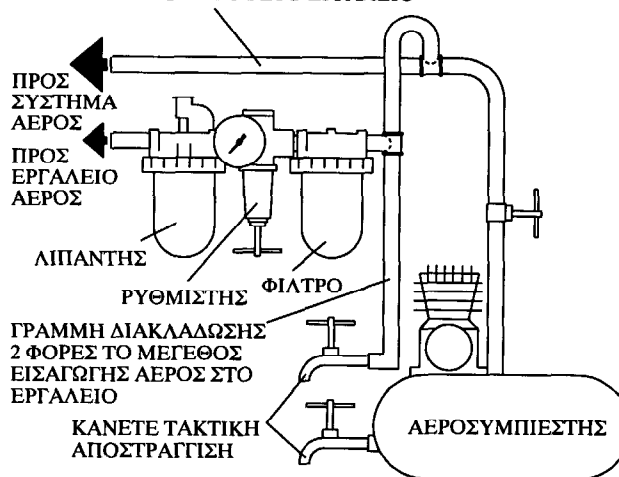 ΠΡΟΣ
ΣΥΣΤΗΜΑ
ΑΕΡΟΣ
ΠΡΟΣ
ΕΡΓΑΛΕΙΟ
ΑΕΡΟΣ
ΛΙΠΑΝΤΗΣ
ΡΥΘΜΙΣΤΗΣ
ΦΙΛΤΡΟ
ΓΡΑΜΜΗ ΔΙΑΚΛΑΔΩΣΗΣ
2 ΦΟΡΕΣ ΤΟ ΜΕΓΕΘΟΣ
ΕΙΣΑΓΩΓΗΣ ΑΕΡΟΣ ΣΤΟ
ΕΡΓΑΛΕΙΟ
ΚΑΝΕΤΕ ΤΑΚΤΙΚΗ
ΑΠΟΣΤΡΑΓΓΙΣΗ
ΑΕΡΟΣΥΜΠΙΕΣΤΗΣ